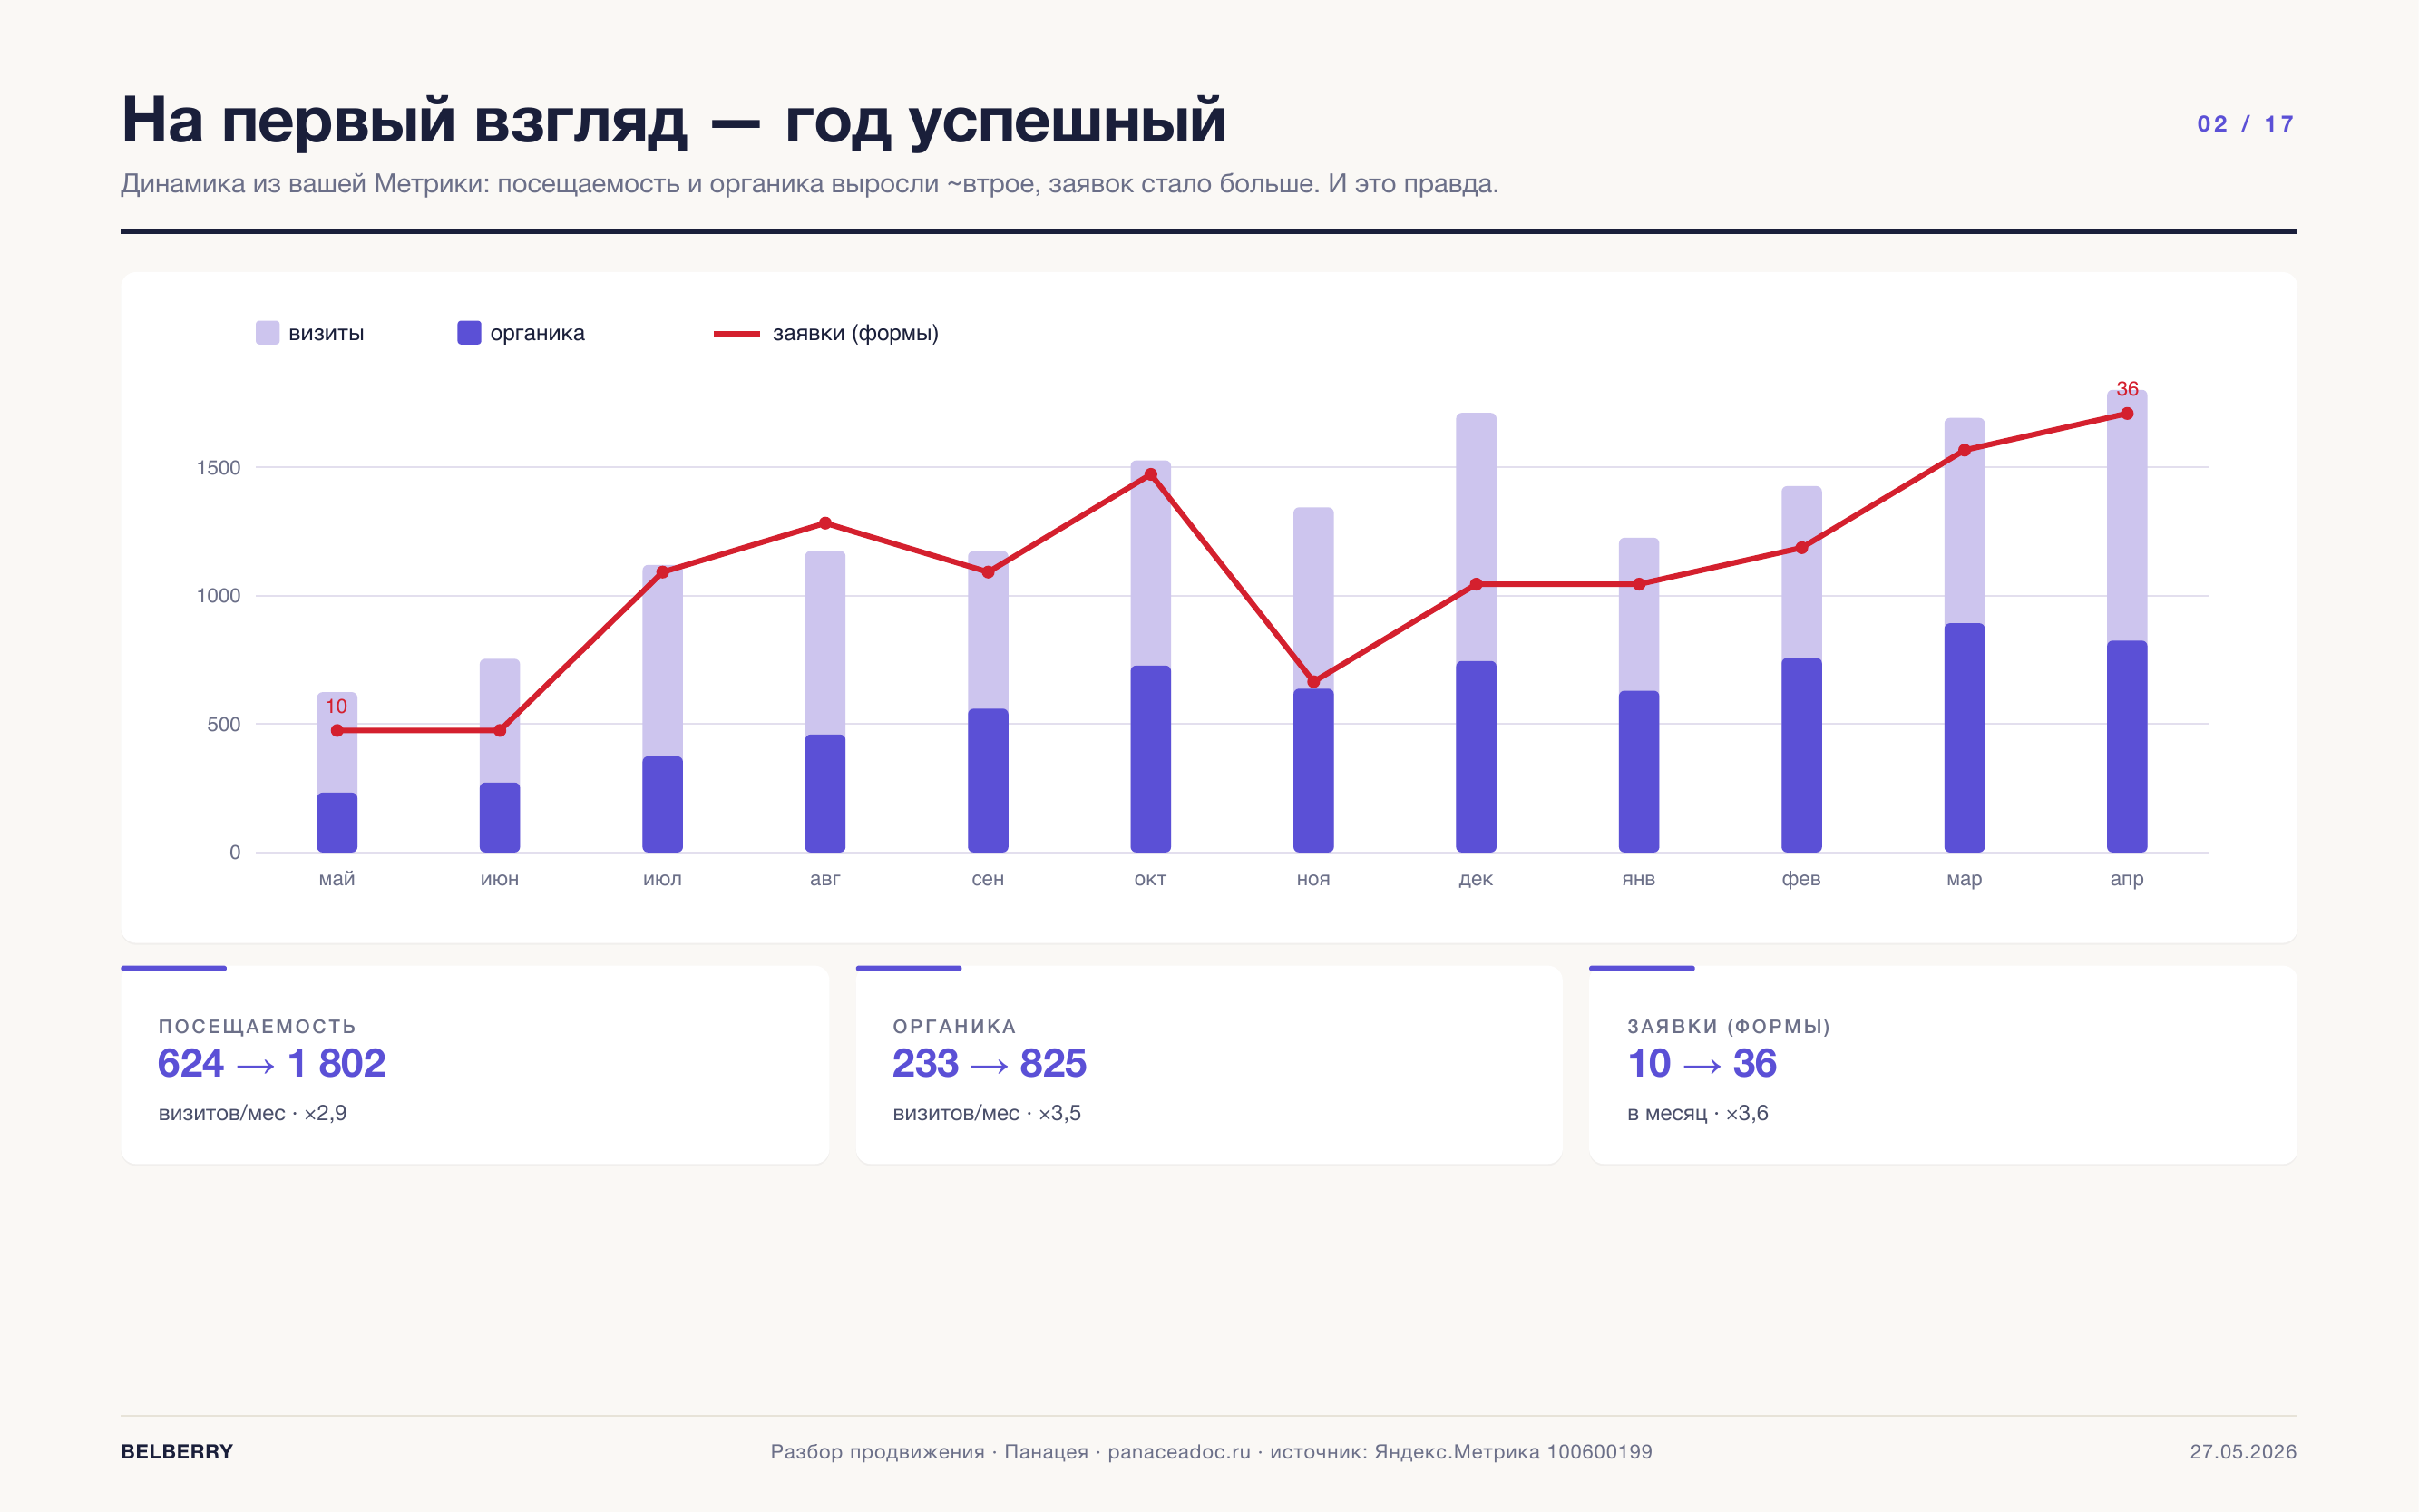 На первый взгляд — год успешный
02 / 17
Динамика из вашей Метрики: посещаемость и органика выросли ~втрое, заявок стало больше. И это правда.
визиты
органика
заявки (формы)
36
1500
1000
10
500
0
май
июн
июл
авг
сен
окт
ноя
дек
янв
фев
мар
апр
ПОСЕЩАЕМОСТЬ
624 → 1 802
визитов/мес · ×2,9
ОРГАНИКА
233 → 825
визитов/мес · ×3,5
ЗАЯВКИ (ФОРМЫ)
10 → 36
в месяц · ×3,6
BELBERRY
Разбор продвижения · Панацея · panaceadoc.ru · источник: Яндекс.Метрика 100600199
27.05.2026